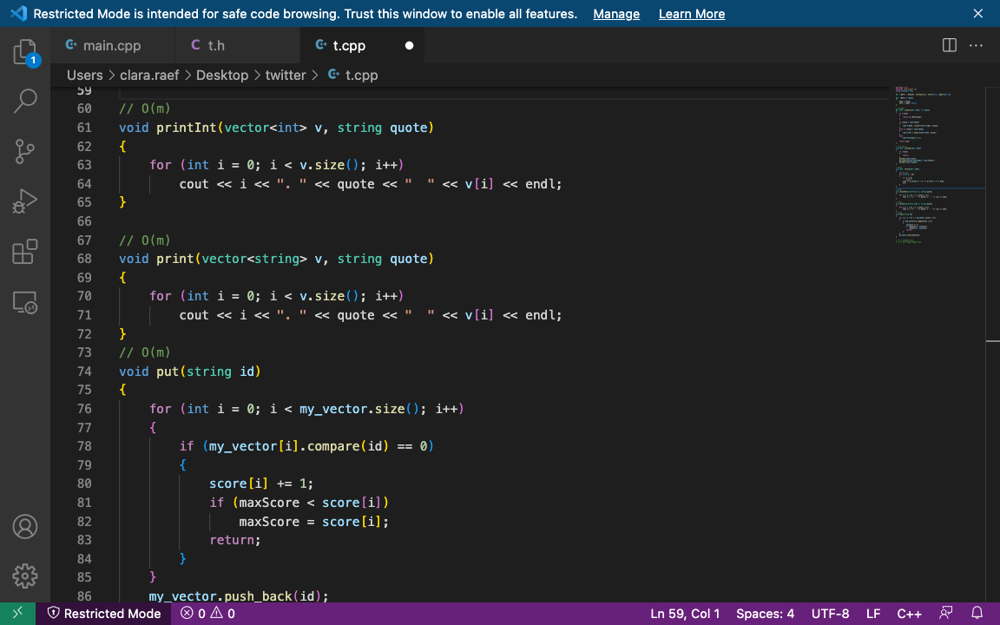 Restricted Mode is intended for safe code browsing. Trust this window to enable all features. Manage Learn More
1
main.cpp
t.h
t.cpp
Users > clara.raef > Desktop > twitter > t.cpp
59
60 // O(m)
61 void printInt(vector<int> v, string quote)
62 {
63     for (int i = 0; i < v.size(); i++)
64         cout << i << ". " << quote << "  " << v[i] << endl;
65 }
66
67 // O(m)
68 void print(vector<string> v, string quote)
69 {
70     for (int i = 0; i < v.size(); i++)
71         cout << i << ". " << quote << "  " << v[i] << endl;
72 }
73 // O(m)
74 void put(string id)
75 {
76     for (int i = 0; i < my_vector.size(); i++)
77     {
78         if (my_vector[i].compare(id) == 0)
79         {
80             score[i] += 1;
81             if (maxScore < score[i])
82                 maxScore = score[i];
83             return;
84         }
85     }
86     my_vector.push_back(id);
Restricted Mode 0 0 Ln 59, Col 1 Spaces: 4 UTF-8 LF C++